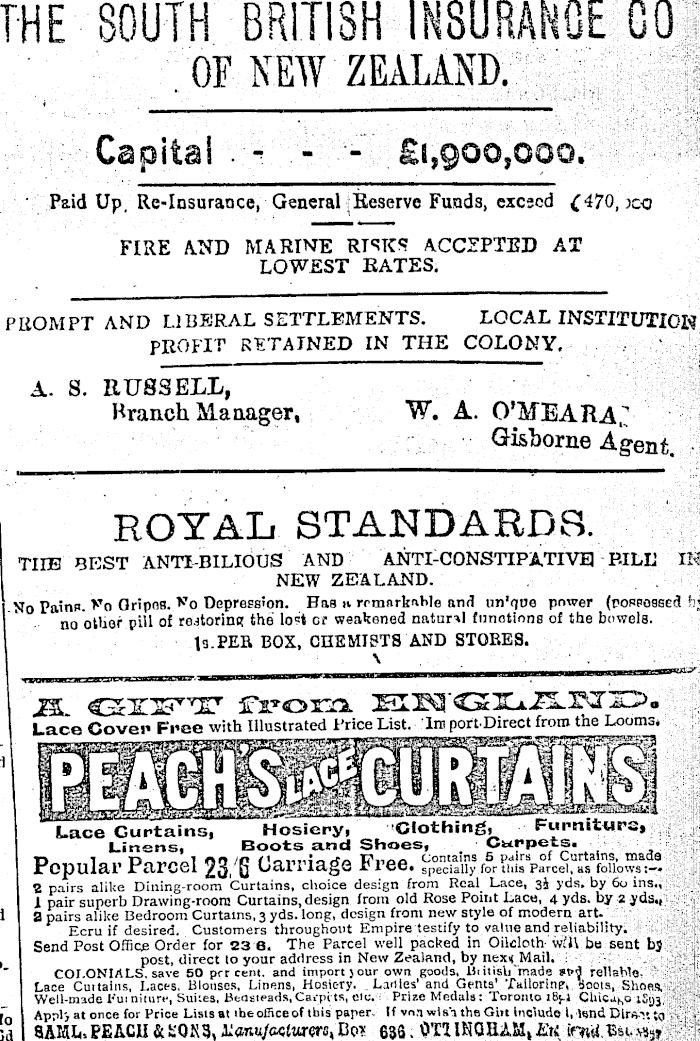 THE SOUTH BRITISH INSURANCE CO
OF NEW ZEALAND.
Capital - - - £1,900,000.
Paid Up, Re-Insurance, General Reserve Funds, exceed
FIRE AND MARINE RISKS ACCEPTED AT
LOWEST RATES.
PROMPT AND LIBERAL SETTLEMENTS. LOCAL INSTITUTION
PROFIT RETAINED IN THE COLONY.
A. S. RUSSELL,
Branch Manager,
W. A. O'MEARA,
Gisborne Agent.
ROYAL STANDARDS.
THE BEST ANTI-BILIOUS AND ANTI-CONSTIPATIVE PILL IN
NEW ZEALAND.
No Pains. No Gripes. No Depression. Has a remarkable and unique power (possessed by
no other pill of restoring the lost or weakened natural functions of the bowels.
1s. PER BOX, CHEMISTS AND STORES.
A GIFT from ENGLAND.
Lace Cover Free with Illustrated Price List. Import Direct from the Looms.
PEACH'S LACE CURTAINS
Lace Curtains, Hosiery, Clothing, Furniture,
Linens, Boots and Shoes, Carpets.
Popular Parcel 23/6 Carriage Free. Contains 5 pairs of Curtains, made
specially for this Parcel, as follows:—
2 pairs alike Dining-room Curtains, choice design from Real Lace, 3½ yds. by 60 ins.,
1 pair superb Drawing-room Curtains, design from old Rose Point Lace, 4 yds. by 2 yds.,
2 pairs alike Bedroom Curtains, 3 yds. long, design from new style of modern art.
Ecru if desired. Customers throughout Empire testify to value and reliability.
Send Post Office Order for 23 6. The Parcel well packed in Oilcloth will be sent by
post, direct to your address in New Zealand, by next Mail.
COLONIALS, save 50 per cent. and import your own goods, British made and reliable.
Lace Curtains, Laces, Blouses, Linens, Hosiery. Ladies' and Gents' Tailoring, Boots, Shoes,
Well-made Furniture, Suites, Bedsteads, Carpets, etc. Prize Medals: Toronto Chicago 1893.
Apply at once for Price Lists at the office of this paper. If you wish the Gift included, send Direct to
SAML. PEACH & SONS, Manufacturers, Box 636, NOTTINGHAM, England. Est. 1857